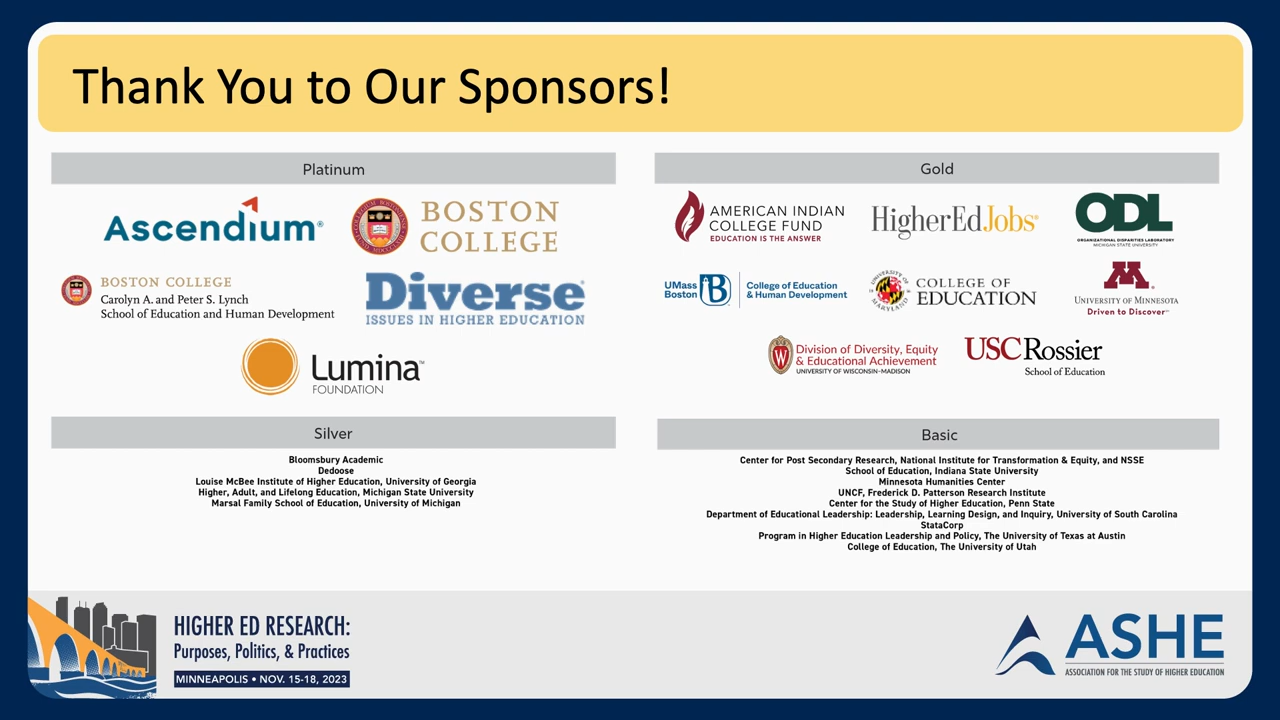 Thank You to Our Sponsors!
Platinum
Ascendium®
BOSTON
COLLEGE
BOSTON COLLEGE
Carolyn A. and Peter S. Lynch
School of Education and Human Development
Diverse
ISSUES IN HIGHER EDUCATION
Lumina™
FOUNDATION
Gold
AMERICAN INDIAN
COLLEGE FUND
EDUCATION IS THE ANSWER
HigherEdJobs®
ODL
ORGANIZATIONAL DISPARITIES LABORATORY
MICHIGAN STATE UNIVERSITY
UMass
Boston
B
College of Education
& Human Development
UNIVERSITY OF MARYLAND
COLLEGE OF
EDUCATION
M
UNIVERSITY OF MINNESOTA
Driven to Discover
W
Division of Diversity, Equity
& Educational Achievement
UNIVERSITY OF WISCONSIN–MADISON
USC Rossier
School of Education
Silver
Bloomsbury Academic
Dedoose
Louise McBee Institute of Higher Education, University of Georgia
Higher, Adult, and Lifelong Education, Michigan State University
Marsal Family School of Education, University of Michigan
Basic
Center for Post Secondary Research, National Institute for Transformation & Equity, and NSSE
School of Education, Indiana State University
Minnesota Humanities Center
UNCF, Frederick D. Patterson Research Institute
Center for the Study of Higher Education, Penn State
Department of Educational Leadership: Leadership, Learning Design, and Inquiry, University of South Carolina
StataCorp
Program in Higher Education Leadership and Policy, The University of Texas at Austin
College of Education, The University of Utah
HIGHER ED RESEARCH:
Purposes, Politics, & Practices
MINNEAPOLIS • NOV. 15-18, 2023
ASHE
ASSOCIATION FOR THE STUDY OF HIGHER EDUCATION